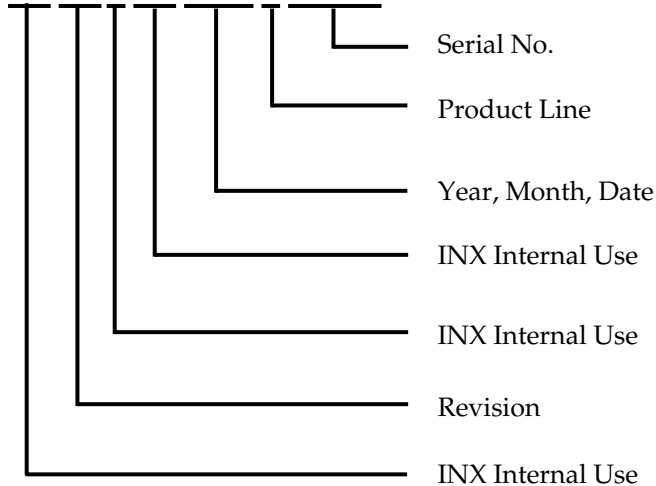 Serial No.
Product Line
Year, Month, Date
INX Internal Use
INX Internal Use
Revision
INX Internal Use